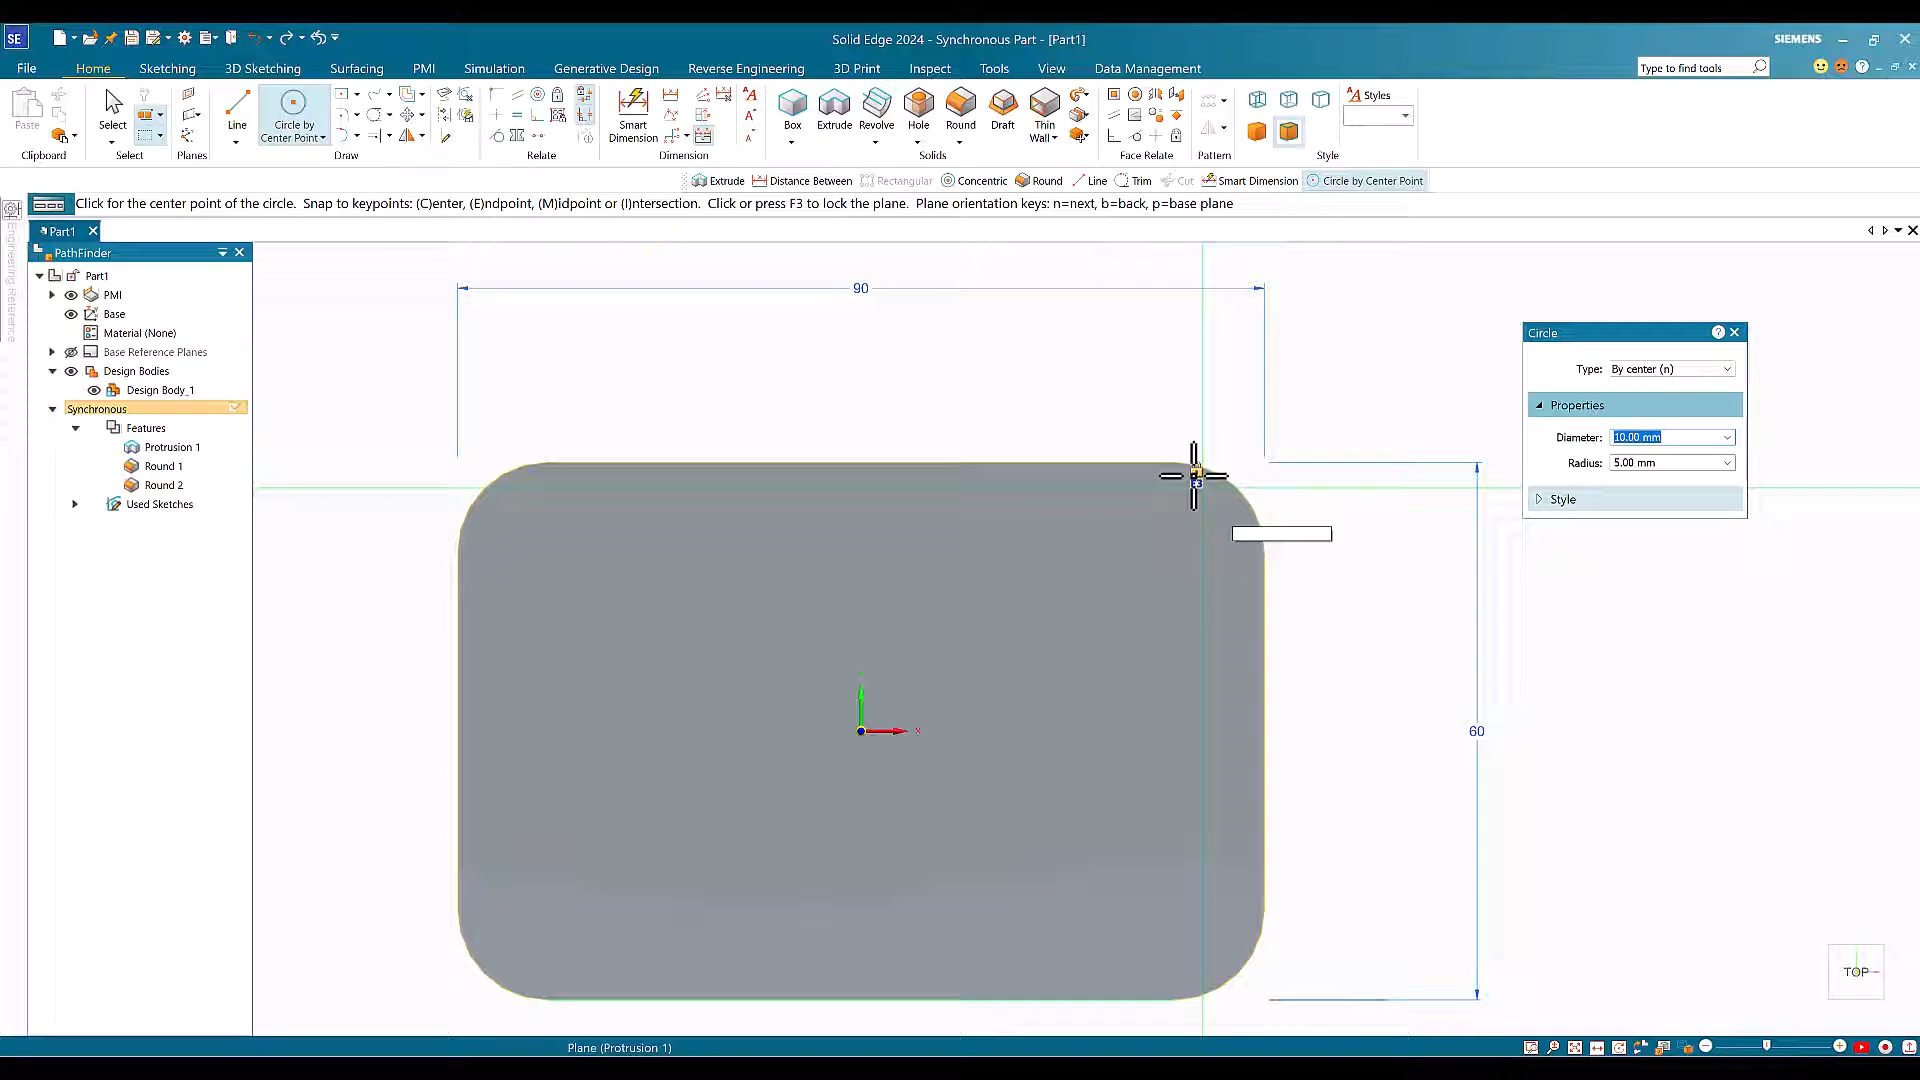 SE
Solid Edge 2024 - Synchronous Part - [Part1]
SIEMENS
File Home Sketching 3D Sketching Surfacing PMI Simulation Generative Design Reverse Engineering 3D Print Inspect Tools View Data Management
Type to find tools
Paste
Select
Line
Circle by Center Point
Smart Dimension
Box
Extrude
Revolve
Hole
Round
Draft
Thin Wall
Styles
Clipboard Select Planes Draw Relate Dimension Solids Face Relate Pattern Style
Extrude Distance Between Rectangular Concentric Round Line Trim Cut Smart Dimension Circle by Center Point
Click for the center point of the circle. Snap to keypoints: (C)enter, (E)ndpoint, (M)idpoint or (I)ntersection. Click or press F3 to lock the plane. Plane orientation keys: n=next, b=back, p=base plane
Part1
Engineering Reference
PathFinder
Part1
PMI
Base
Material (None)
Base Reference Planes
Design Bodies
Design Body_1
Synchronous
Features
Protrusion 1
Round 1
Round 2
Used Sketches
90
F3
x
60
Circle
Type: By center (n)
Properties
Diameter: 10.00 mm
Radius: 5.00 mm
Style
TOP
Plane (Protrusion 1)